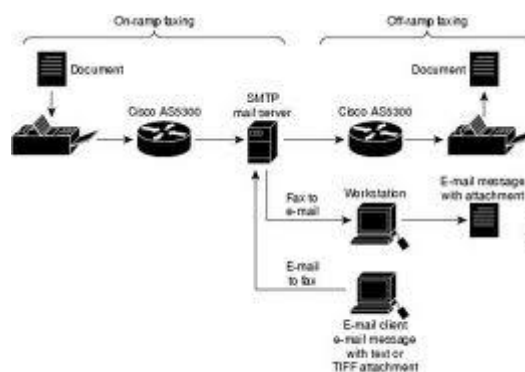 On-ramp faxing
Off-ramp faxing
Document
Document
Cisco AS5300
SMTP
mail server
Cisco AS5300
Fax to
e-mail
Workstation
E-mail message
with attachment
E-mail
to fax
E-mail client
e-mail message
with text or
TIFF attachment